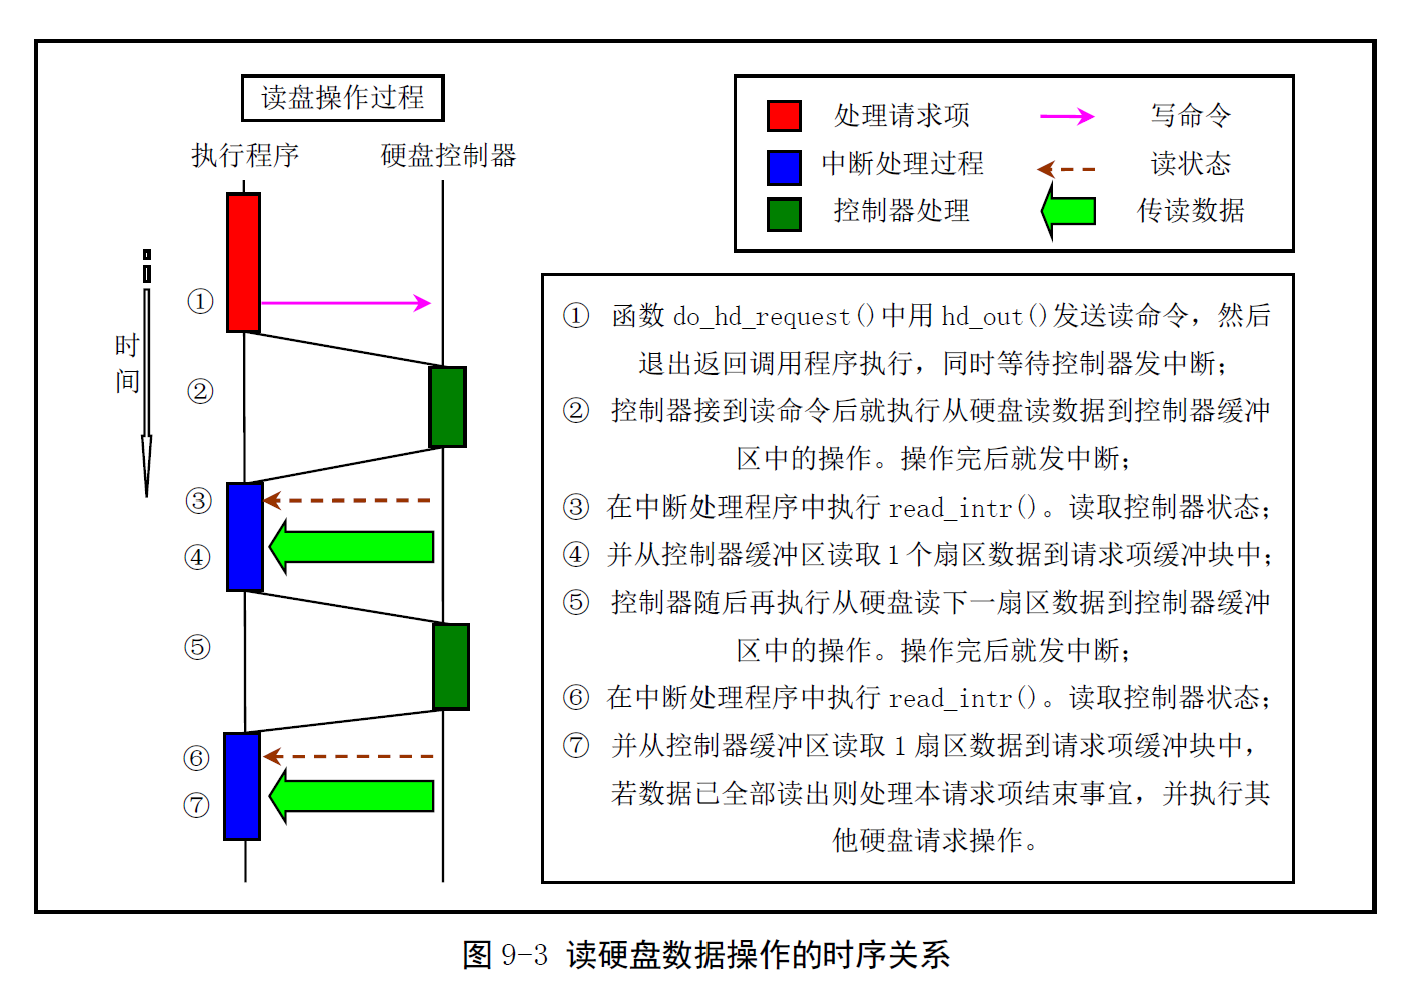 读盘操作过程
执行程序 硬盘控制器
处理请求项 写命令
中断处理过程 读状态
控制器处理 传读数据
时间
①
②
③
④
⑤
⑥
⑦
① 函数 do_hd_request()中用 hd_out()发送读命令，然后
退出返回调用程序执行，同时等待控制器发中断；
② 控制器接到读命令后就执行从硬盘读数据到控制器缓冲
区中的操作。操作完后就发中断；
③ 在中断处理程序中执行 read_intr()。读取控制器状态；
④ 并从控制器缓冲区读取 1 个扇区数据到请求项缓冲块中；
⑤ 控制器随后再执行从硬盘读下一扇区数据到控制器缓冲
区中的操作。操作完后就发中断；
⑥ 在中断处理程序中执行 read_intr()。读取控制器状态；
⑦ 并从控制器缓冲区读取 1 扇区数据到请求项缓冲块中，
若数据已全部读出则处理本请求项结束事宜，并执行其
他硬盘请求操作。
图 9-3 读硬盘数据操作的时序关系